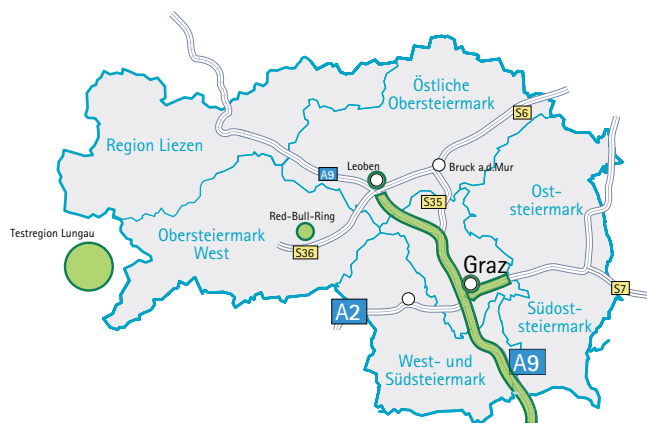 Östliche
Obersteiermark
S6
Region Liezen
Leoben
A9
Bruck a.d.Mur
S35
Ost-
steiermark
Red-Bull-Ring
Obersteiermark
West
Testregion Lungau
S36
Graz
S7
A2
Südost-
steiermark
West- und
Südsteiermark
A9